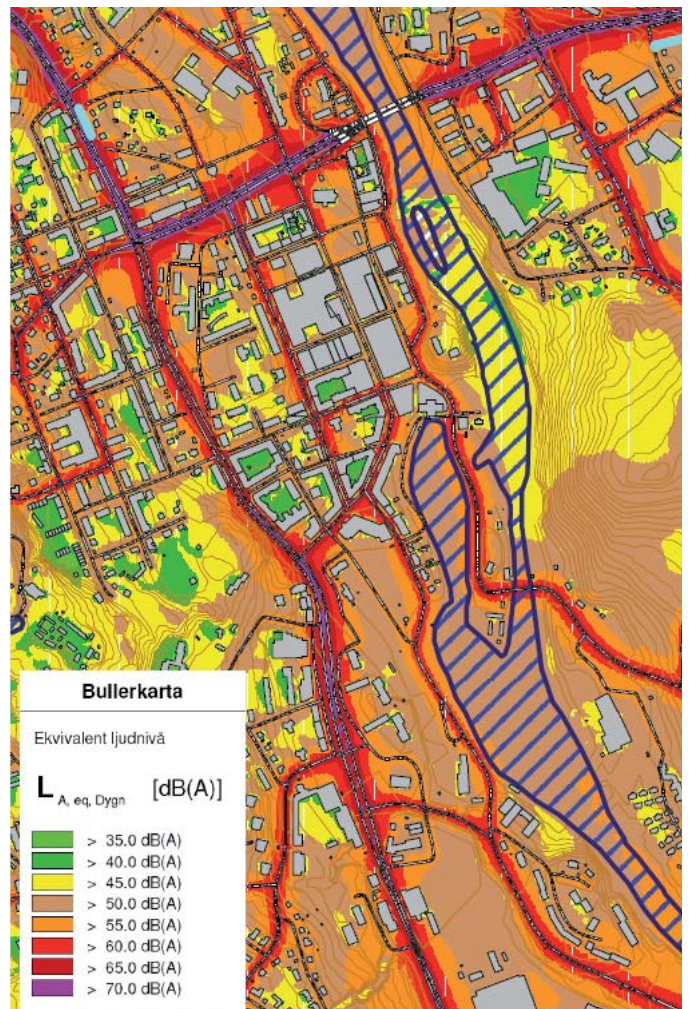 Bullerkarta
Ekvivalent ljudnivå
L A, eq, Dygn [dB(A)]
> 35.0 dB(A)
> 40.0 dB(A)
> 45.0 dB(A)
> 50.0 dB(A)
> 55.0 dB(A)
> 60.0 dB(A)
> 65.0 dB(A)
> 70.0 dB(A)